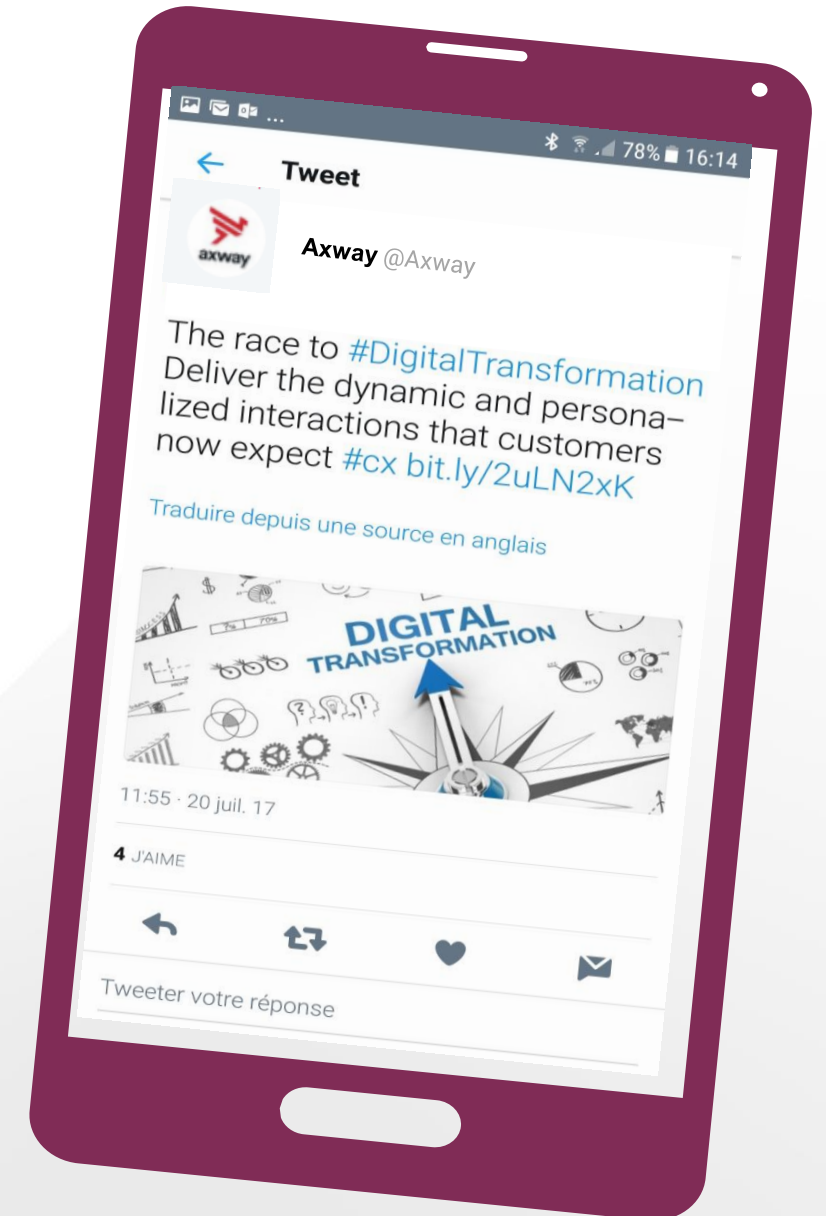 78% 16:14
Tweet
axway
Axway @Axway
The race to #DigitalTransformation
Deliver the dynamic and persona–
lized interactions that customers
now expect #cx bit.ly/2uLN2xK
Traduire depuis une source en anglais
DIGITAL
TRANSFORMATION
$
? ! !
11:55 · 20 juil. 17
4 J'AIME
Tweeter votre réponse